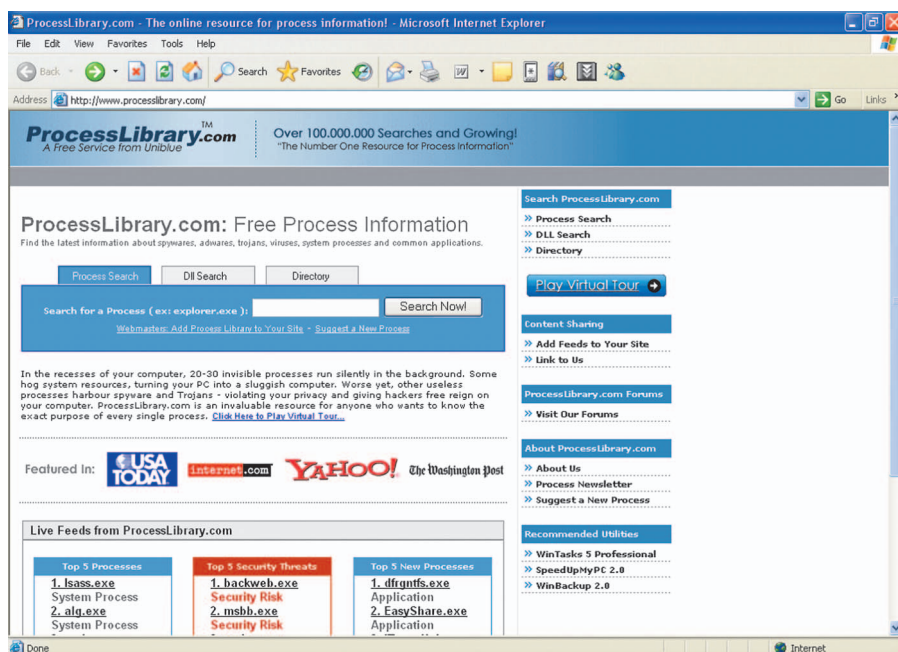 ProcessLibrary.com - The online resource for process information! - Microsoft Internet Explorer
File Edit View Favorites Tools Help
Back Search Favorites
Address http://www.processlibrary.com/ Go Links
ProcessLibrary.com TM
A Free Service from Uniblue
Over 100.000.000 Searches and Growing!
"The Number One Resource for Process Information"
ProcessLibrary.com: Free Process Information
Find the latest information about spywares, adwares, trojans, viruses, system processes and common applications.
Process Search Dll Search Directory
Search for a Process ( ex: explorer.exe ): Search Now!
Webmasters: Add Process Library to Your Site - Suggest a New Process
In the recesses of your computer, 20-30 invisible processes run silently in the background. Some
hog system resources, turning your PC into a sluggish computer. Worse yet, other useless
processes harbour spyware and Trojans - violating your privacy and giving hackers free reign on
your computer. ProcessLibrary.com is an invaluable resource for anyone who wants to know the
exact purpose of every single process. Click Here to Play Virtual Tour...
Featured In: USA TODAY internet.com YAHOO! The Washington Post
Live Feeds from ProcessLibrary.com
Top 5 Processes
1. lsass.exe
System Process
2. alg.exe
System Process
Top 5 Security Threats
1. backweb.exe
Security Risk
2. msbb.exe
Security Risk
Top 5 New Processes
1. dfrgntfs.exe
Application
2. EasyShare.exe
Application
Search ProcessLibrary.com
» Process Search
» DLL Search
» Directory
Play Virtual Tour
Content Sharing
» Add Feeds to Your Site
» Link to Us
ProcessLibrary.com Forums
» Visit Our Forums
About ProcessLibrary.com
» About Us
» Process Newsletter
» Suggest a New Process
Recommended Utilities
» WinTasks 5 Professional
» SpeedUpMyPC 2.0
» WinBackup 2.0
Done Internet